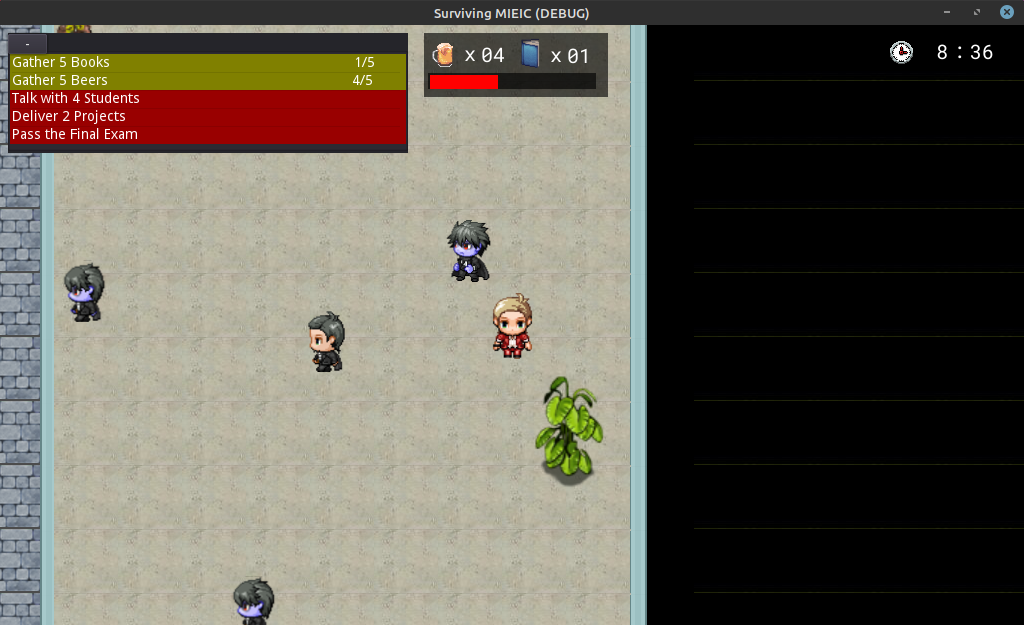 Surviving MIEIC (DEBUG)
-
Gather 5 Books 1/5
Gather 5 Beers 4/5
Talk with 4 Students
Deliver 2 Projects
Pass the Final Exam
x 04 x 01
8 : 36